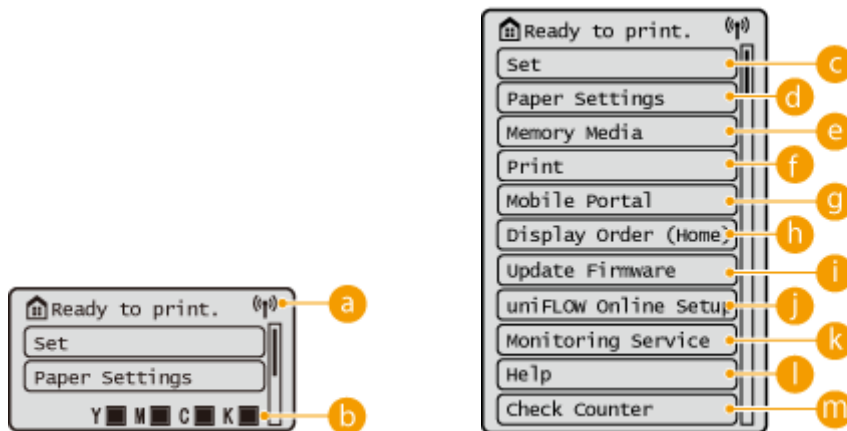 Ready to print.
Set
Paper Settings
Y M C K
a
b
Ready to print.
Set
Paper Settings
Memory Media
Print
Mobile Portal
Display Order (Home)
Update Firmware
uniFLOW Online Setup
Monitoring Service
Help
Check Counter
c
d
e
f
g
h
i
j
k
l
m